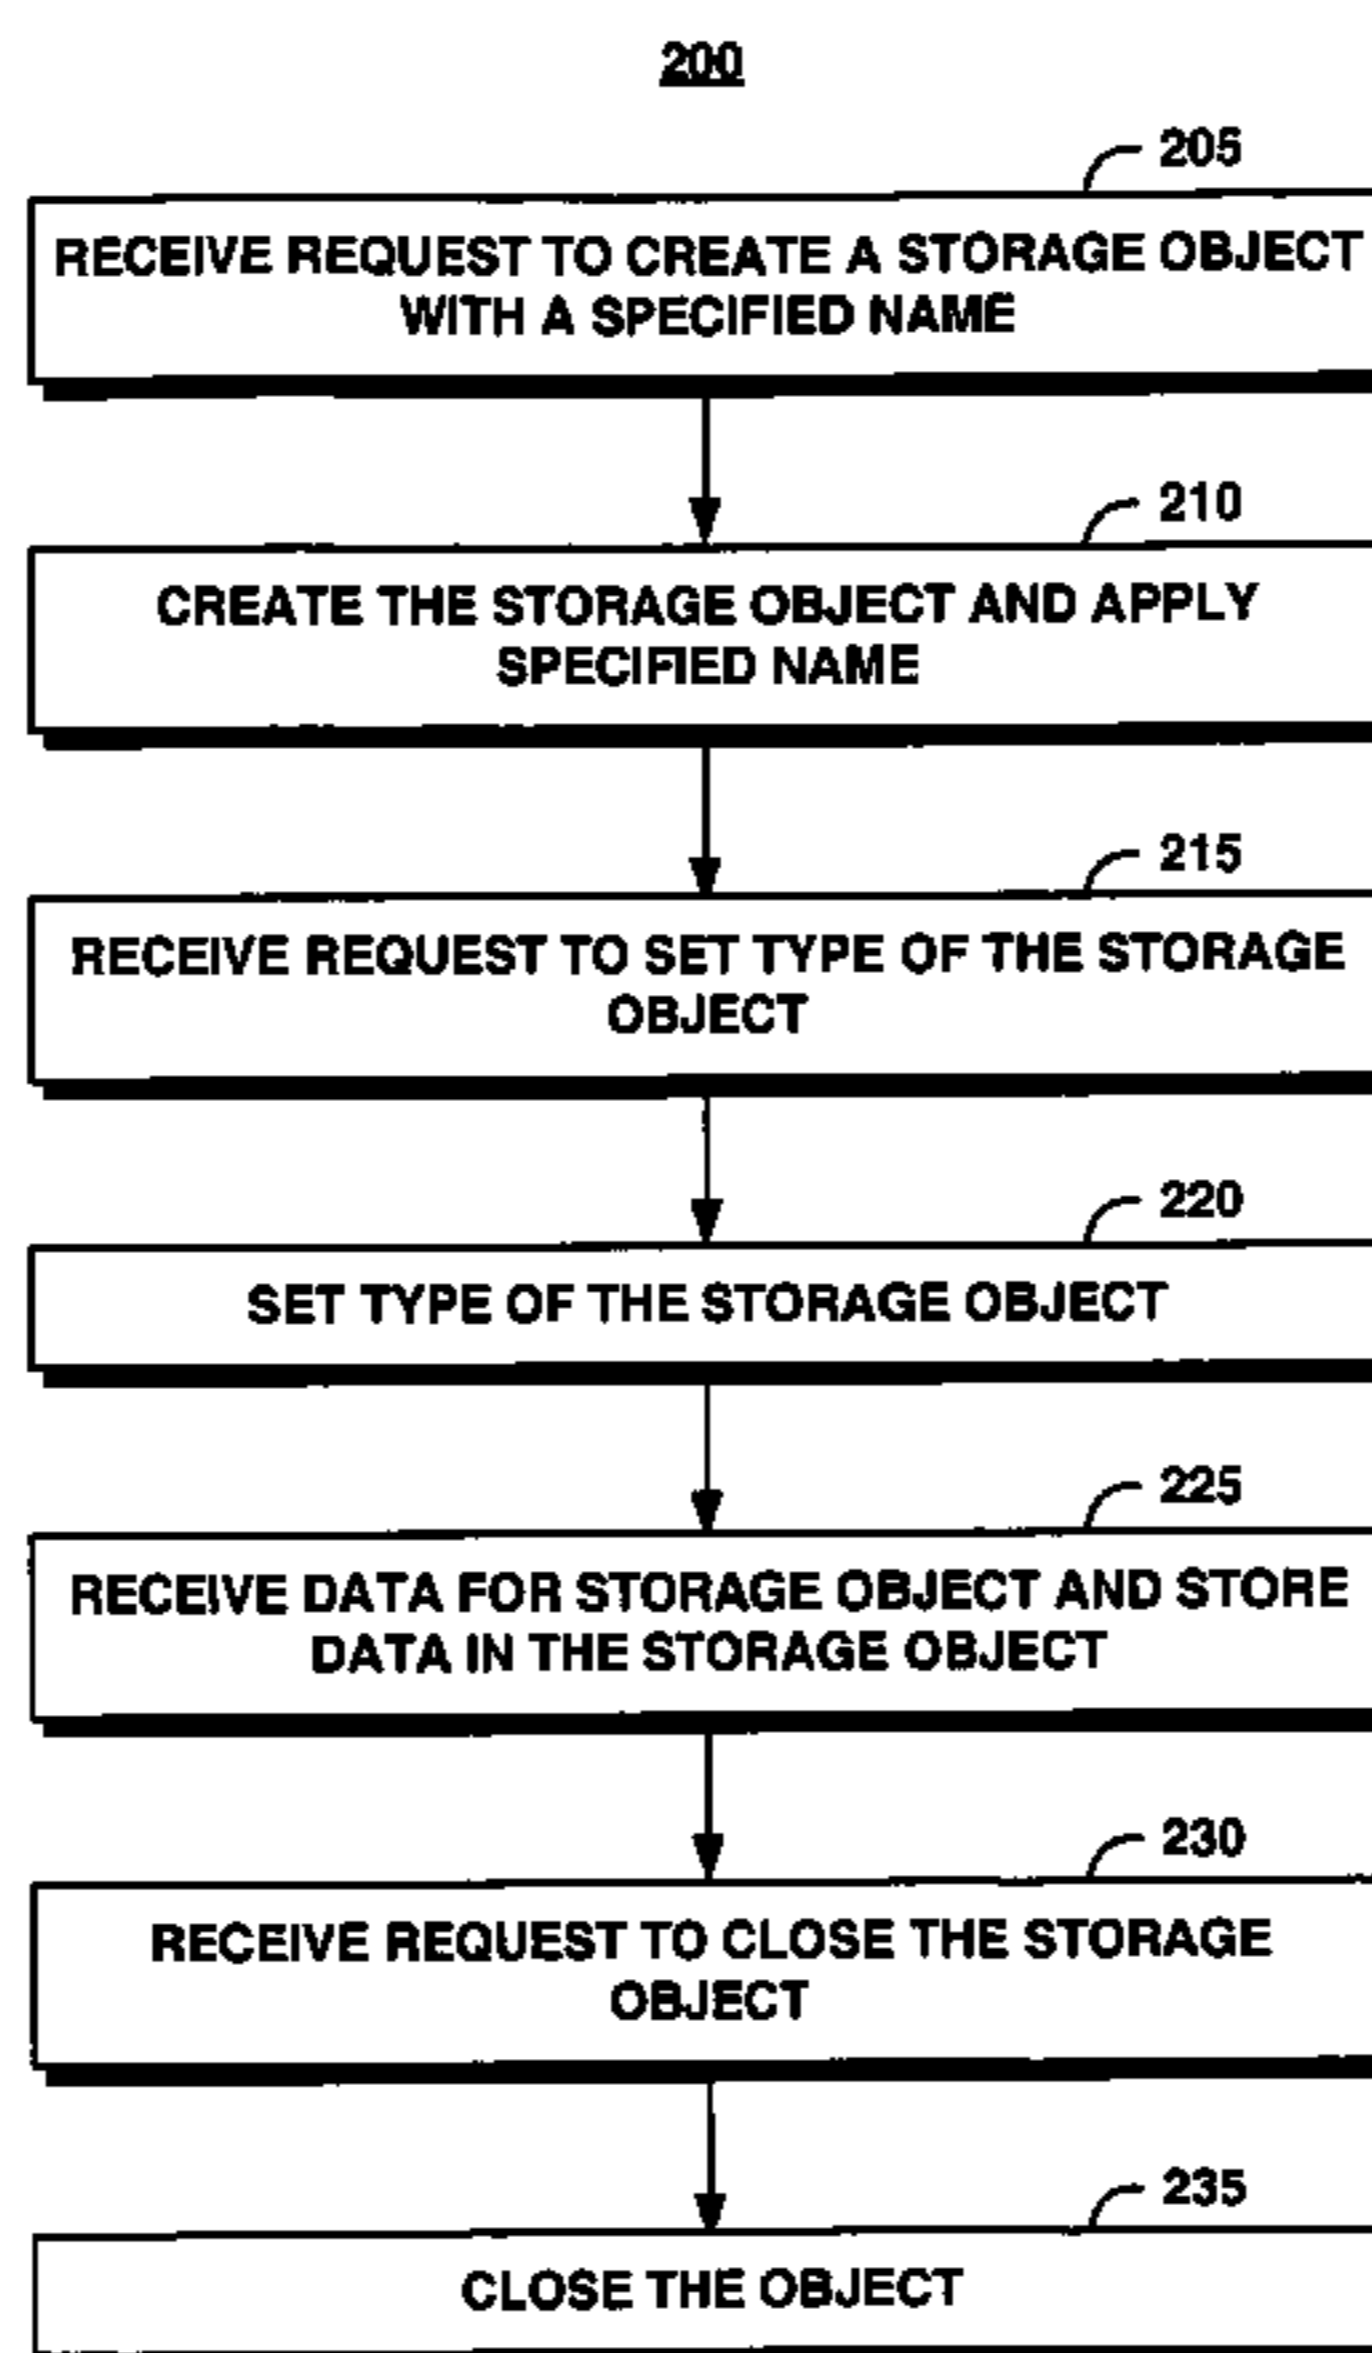 200
205
RECEIVE REQUEST TO CREATE A STORAGE OBJECT
WITH A SPECIFIED NAME
210
CREATE THE STORAGE OBJECT AND APPLY
SPECIFIED NAME
215
RECEIVE REQUEST TO SET TYPE OF THE STORAGE
OBJECT
220
SET TYPE OF THE STORAGE OBJECT
225
RECEIVE DATA FOR STORAGE OBJECT AND STORE
DATA IN THE STORAGE OBJECT
230
RECEIVE REQUEST TO CLOSE THE STORAGE
OBJECT
235
CLOSE THE OBJECT